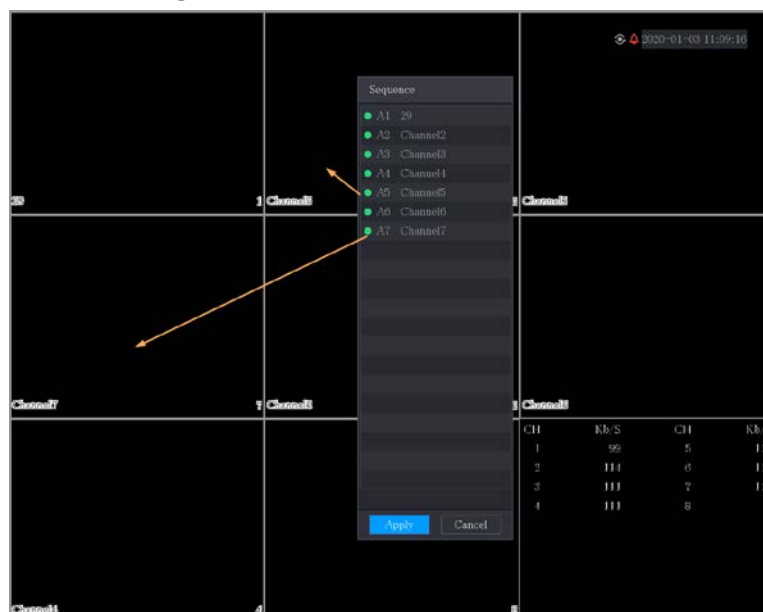 2020-01-03 11:09:16
Sequence
A1 29
A2 Channel2
A3 Channel3
A4 Channel4
A5 Channel5
A6 Channel6
A7 Channel7
29 1
Channel7 7
CH Kb/S CH
1 99 5
2 114 6
3 111 7
4 111 8
Apply Cancel
Channel4 4